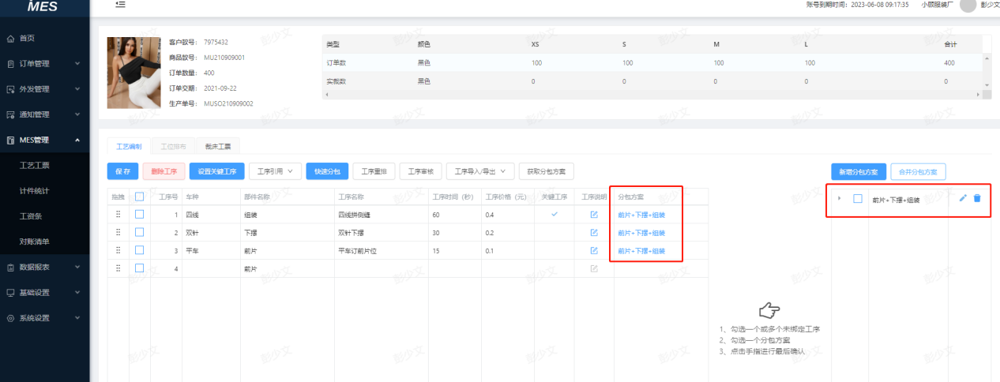 MES
账号到期时间：2023-06-08 09:17:35 小顾服装厂 彭少文
首页
订单管理
外发管理
通知管理
MES管理
工艺工票
计件统计
工资条
对账清单
数据报表
基础设置
系统设置
客户款号： 7975432
商品款号： MU210909001
订单数量： 400
订单交期： 2021-09-22
生产单号： MUSO210909002
类型 颜色 XS S M L 合计
订单数 黑色 100 100 100 100 400
实裁数 黑色 0 0 0 0 0
工艺编制 工位排布 裁床工票
保存 删除工序 设置关键工序 工序引用 快速分包 工序重排 工序审核 工序导入/导出 获取分包方案
新增分包方案 合并分包方案
拖拽 工序号 车种 部件名称 工序名称 工序时间（秒） 工序价格（元） 关键工序 工序说明 分包方案
1 四线 组装 四线拼侧缝 60 0.4 前片+下摆+组装
2 双针 下摆 双针下摆 30 0.2 前片+下摆+组装
3 平车 前片 平车订前片位 15 0.1 前片+下摆+组装
4 前片
前片+下摆+组装
1、勾选一个或多个未绑定工序
2、勾选一个分包方案
3、点击手指进行最后确认
彭少文